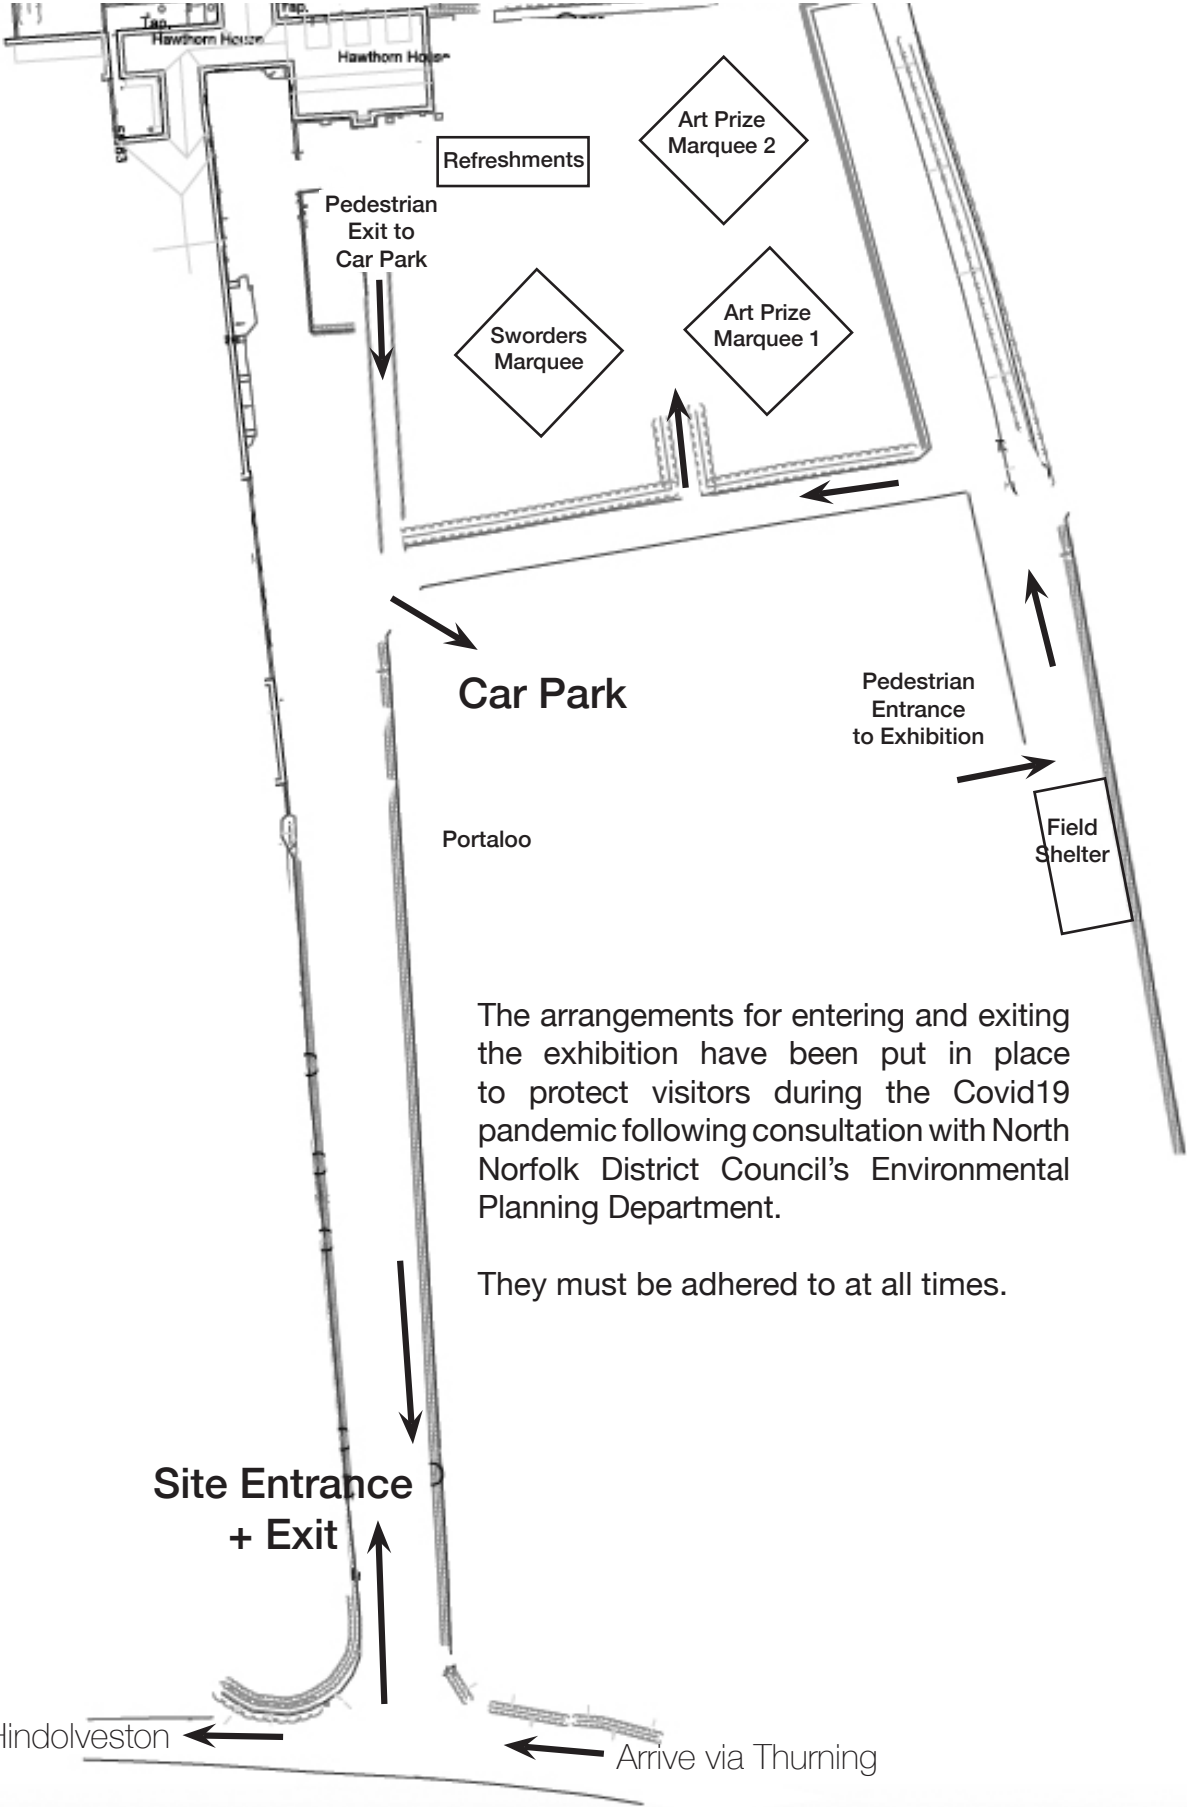 Tap.
Hawthorn House
Hawthorn House
Art Prize
Marquee 2
Refreshments
Pedestrian
Exit to
Car Park
Art Prize
Marquee 1
Sworders
Marquee
Car Park
Pedestrian
Entrance
to Exhibition
Portaloo
Field
Shelter
The arrangements for entering and exiting
the exhibition have been put in place
to protect visitors during the Covid19
pandemic following consultation with North
Norfolk District Council’s Environmental
Planning Department.
They must be adhered to at all times.
Site Entrance
+ Exit
Hindolveston
Arrive via Thurning